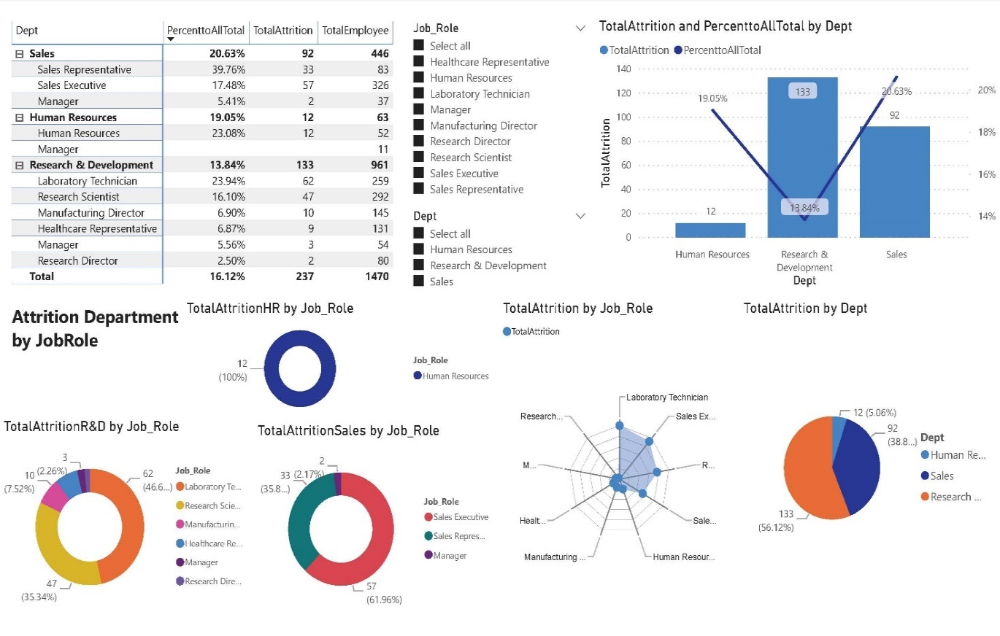 Dept PercenttoAllTotal TotalAttrition TotalEmployee
Sales 20.63% 92 446
Sales Representative 39.76% 33 83
Sales Executive 17.48% 57 326
Manager 5.41% 2 37
Human Resources 19.05% 12 63
Human Resources 23.08% 12 52
Manager 11
Research & Development 13.84% 133 961
Laboratory Technician 23.94% 62 259
Research Scientist 16.10% 47 292
Manufacturing Director 6.90% 10 145
Healthcare Representative 6.87% 9 131
Manager 5.56% 3 54
Research Director 2.50% 2 80
Total 16.12% 237 1470
Job_Role
Select all
Healthcare Representative
Human Resources
Laboratory Technician
Manager
Manufacturing Director
Research Director
Research Scientist
Sales Executive
Sales Representative
Dept
Select all
Human Resources
Research & Development
Sales
TotalAttrition and PercenttoAllTotal by Dept
TotalAttrition PercenttoAllTotal
140
120
100
80
60
40
20
0
TotalAttrition
20%
18%
16%
14%
19.05%
133
20.63%
92
12
13.84%
Human Resources
Research &
Development
Sales
Dept
Attrition Department
by JobRole
TotalAttritionHR by Job_Role
12
(100%)
Job_Role
Human Resources
TotalAttritionR&D by Job_Role
3
(2.26%)
10
(7.52%)
62
(46.6...)
47
(35.34%)
Job_Role
Laboratory Te...
Research Scie...
Manufacturin...
Healthcare Re...
Manager
Research Dire...
TotalAttritionSales by Job_Role
2
(2.17%)
33
(35.8...)
57
(61.96%)
Job_Role
Sales Executive
Sales Repres...
Manager
TotalAttrition by Job_Role
TotalAttrition
Laboratory Technician
Sales Ex...
R...
Sale...
Human Resour...
Manufacturing ...
Healt...
M...
Research...
TotalAttrition by Dept
12 (5.06%)
92
(38.8...)
133
(56.12%)
Dept
Human Re...
Sales
Research ...